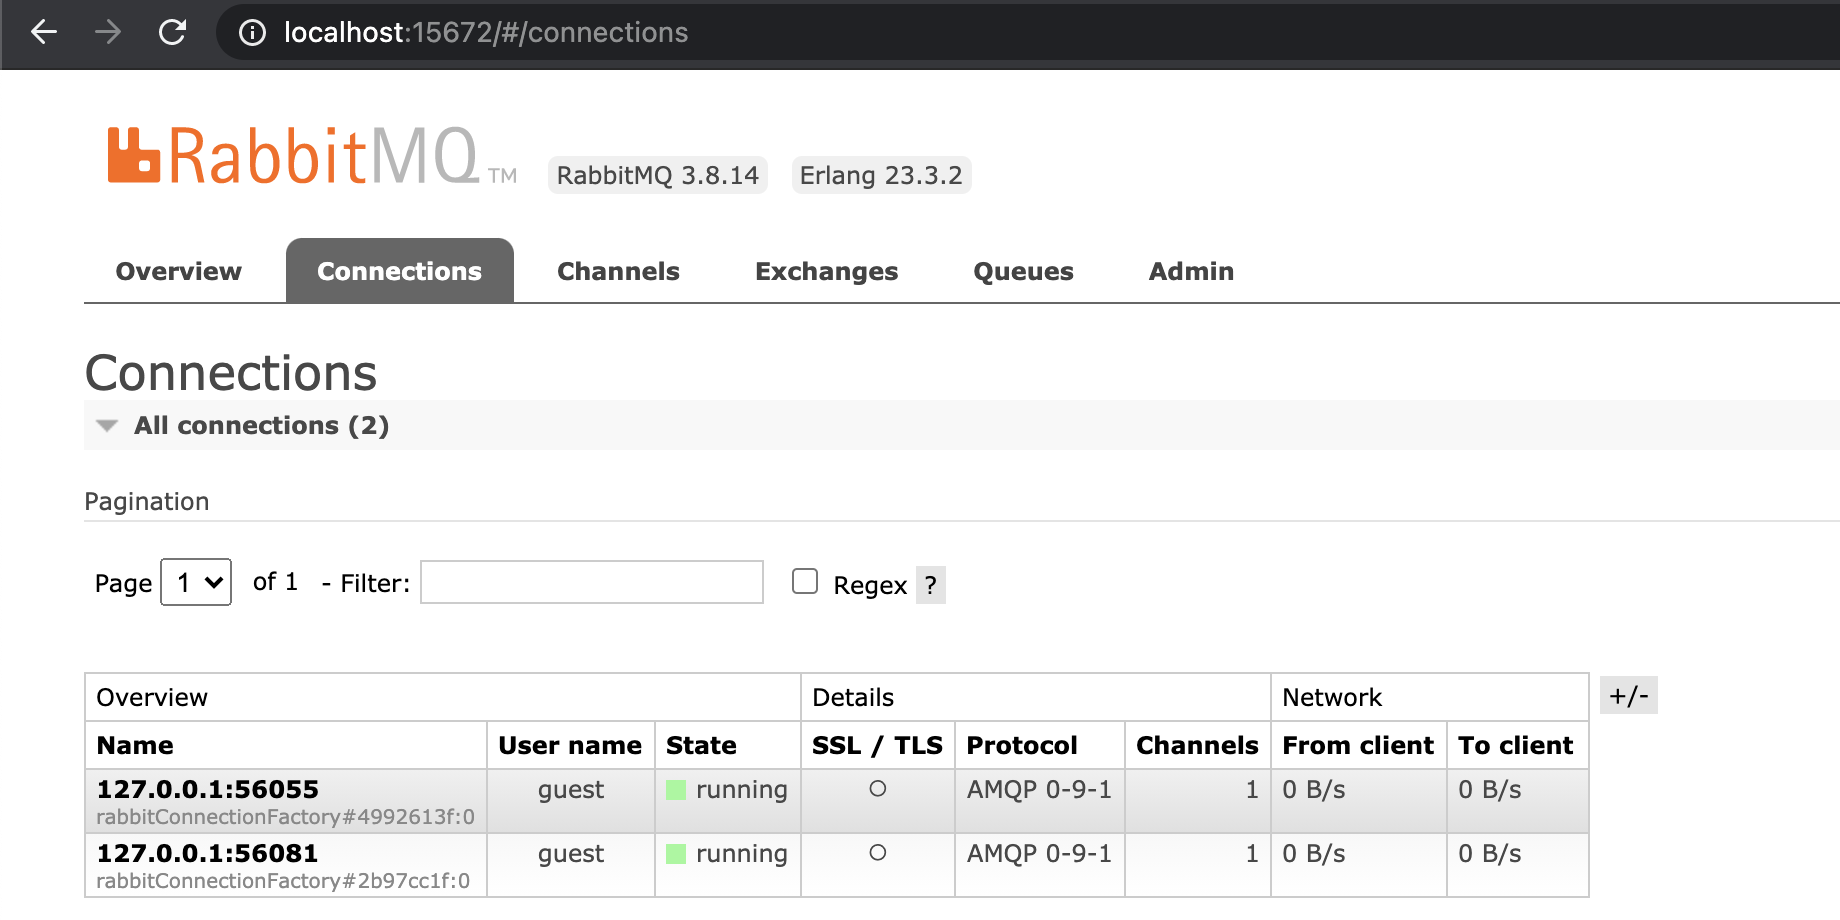 localhost:15672/#/connections
RabbitMQ TM RabbitMQ 3.8.14 Erlang 23.3.2
Overview Connections Channels Exchanges Queues Admin
Connections
All connections (2)
Pagination
Page 1 of 1 - Filter: Regex ?
Overview Details Network +/-
Name User name State SSL / TLS Protocol Channels From client To client
127.0.0.1:56055 guest running ○ AMQP 0-9-1 1 0 B/s 0 B/s
rabbitConnectionFactory#4992613f:0
127.0.0.1:56081 guest running ○ AMQP 0-9-1 1 0 B/s 0 B/s
rabbitConnectionFactory#2b97cc1f:0